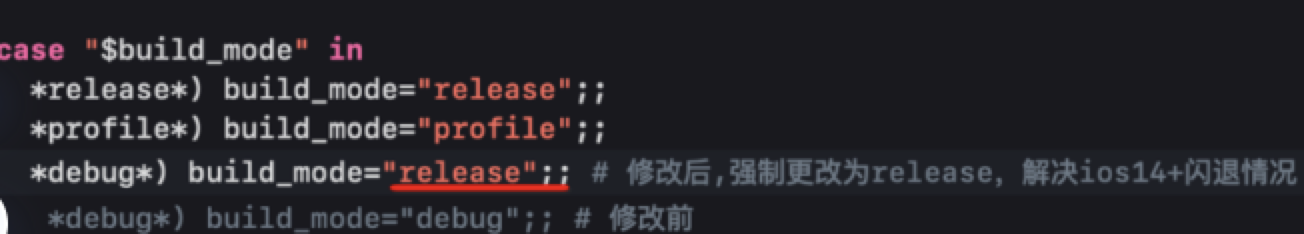 case "$build_mode" in
*release*) build_mode="release";;
*profile*) build_mode="profile";;
*debug*) build_mode="release";; # 修改后,强制更改为release, 解决ios14+闪退情况
*debug*) build_mode="debug";; # 修改前